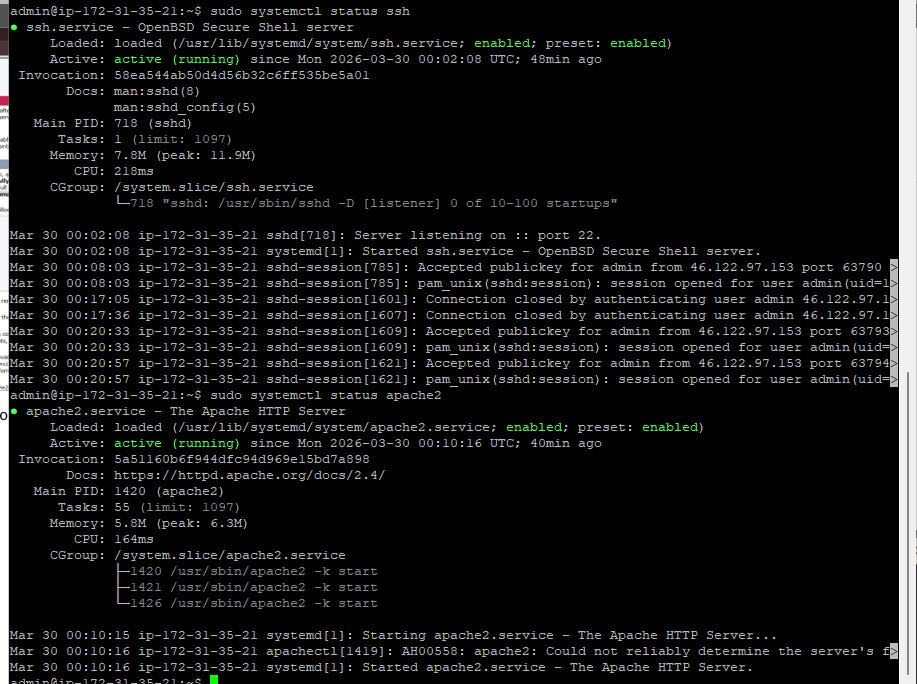 admin@ip-172-31-35-21:~$ sudo systemctl status ssh
● ssh.service - OpenBSD Secure Shell server
Loaded: loaded (/usr/lib/systemd/system/ssh.service; enabled; preset: enabled)
Active: active (running) since Mon 2026-03-30 00:02:08 UTC; 48min ago
Invocation: 58ea544ab50d4d56b32c6ff535be5a01
Docs: man:sshd(8)
man:sshd_config(5)
Main PID: 718 (sshd)
Tasks: 1 (limit: 1097)
Memory: 7.8M (peak: 11.9M)
CPU: 218ms
CGroup: /system.slice/ssh.service
└─718 "sshd: /usr/sbin/sshd -D [listener] 0 of 10-100 startups"
Mar 30 00:02:08 ip-172-31-35-21 sshd[718]: Server listening on :: port 22.
Mar 30 00:02:08 ip-172-31-35-21 systemd[1]: Started ssh.service - OpenBSD Secure Shell server.
Mar 30 00:08:03 ip-172-31-35-21 sshd-session[785]: Accepted publickey for admin from 46.122.97.153 port 63790 >
Mar 30 00:08:03 ip-172-31-35-21 sshd-session[785]: pam_unix(sshd:session): session opened for user admin(uid=1>
Mar 30 00:17:05 ip-172-31-35-21 sshd-session[1601]: Connection closed by authenticating user admin 46.122.97.1>
Mar 30 00:17:36 ip-172-31-35-21 sshd-session[1607]: Connection closed by authenticating user admin 46.122.97.1>
Mar 30 00:20:33 ip-172-31-35-21 sshd-session[1609]: Accepted publickey for admin from 46.122.97.153 port 63793>
Mar 30 00:20:33 ip-172-31-35-21 sshd-session[1609]: pam_unix(sshd:session): session opened for user admin(uid=>
Mar 30 00:20:57 ip-172-31-35-21 sshd-session[1621]: Accepted publickey for admin from 46.122.97.153 port 63794>
Mar 30 00:20:57 ip-172-31-35-21 sshd-session[1621]: pam_unix(sshd:session): session opened for user admin(uid=>
admin@ip-172-31-35-21:~$ sudo systemctl status apache2
● apache2.service - The Apache HTTP Server
Loaded: loaded (/usr/lib/systemd/system/apache2.service; enabled; preset: enabled)
Active: active (running) since Mon 2026-03-30 00:10:16 UTC; 40min ago
Invocation: 5a51160b6f944dfc94d969e15bd7a898
Docs: https://httpd.apache.org/docs/2.4/
Main PID: 1420 (apache2)
Tasks: 55 (limit: 1097)
Memory: 5.8M (peak: 6.3M)
CPU: 164ms
CGroup: /system.slice/apache2.service
├─1420 /usr/sbin/apache2 -k start
├─1421 /usr/sbin/apache2 -k start
└─1426 /usr/sbin/apache2 -k start
Mar 30 00:10:15 ip-172-31-35-21 systemd[1]: Starting apache2.service - The Apache HTTP Server...
Mar 30 00:10:16 ip-172-31-35-21 apachectl[1419]: AH00558: apache2: Could not reliably determine the server's f>
Mar 30 00:10:16 ip-172-31-35-21 systemd[1]: Started apache2.service - The Apache HTTP Server.
admin@ip-172-31-35-21:~$